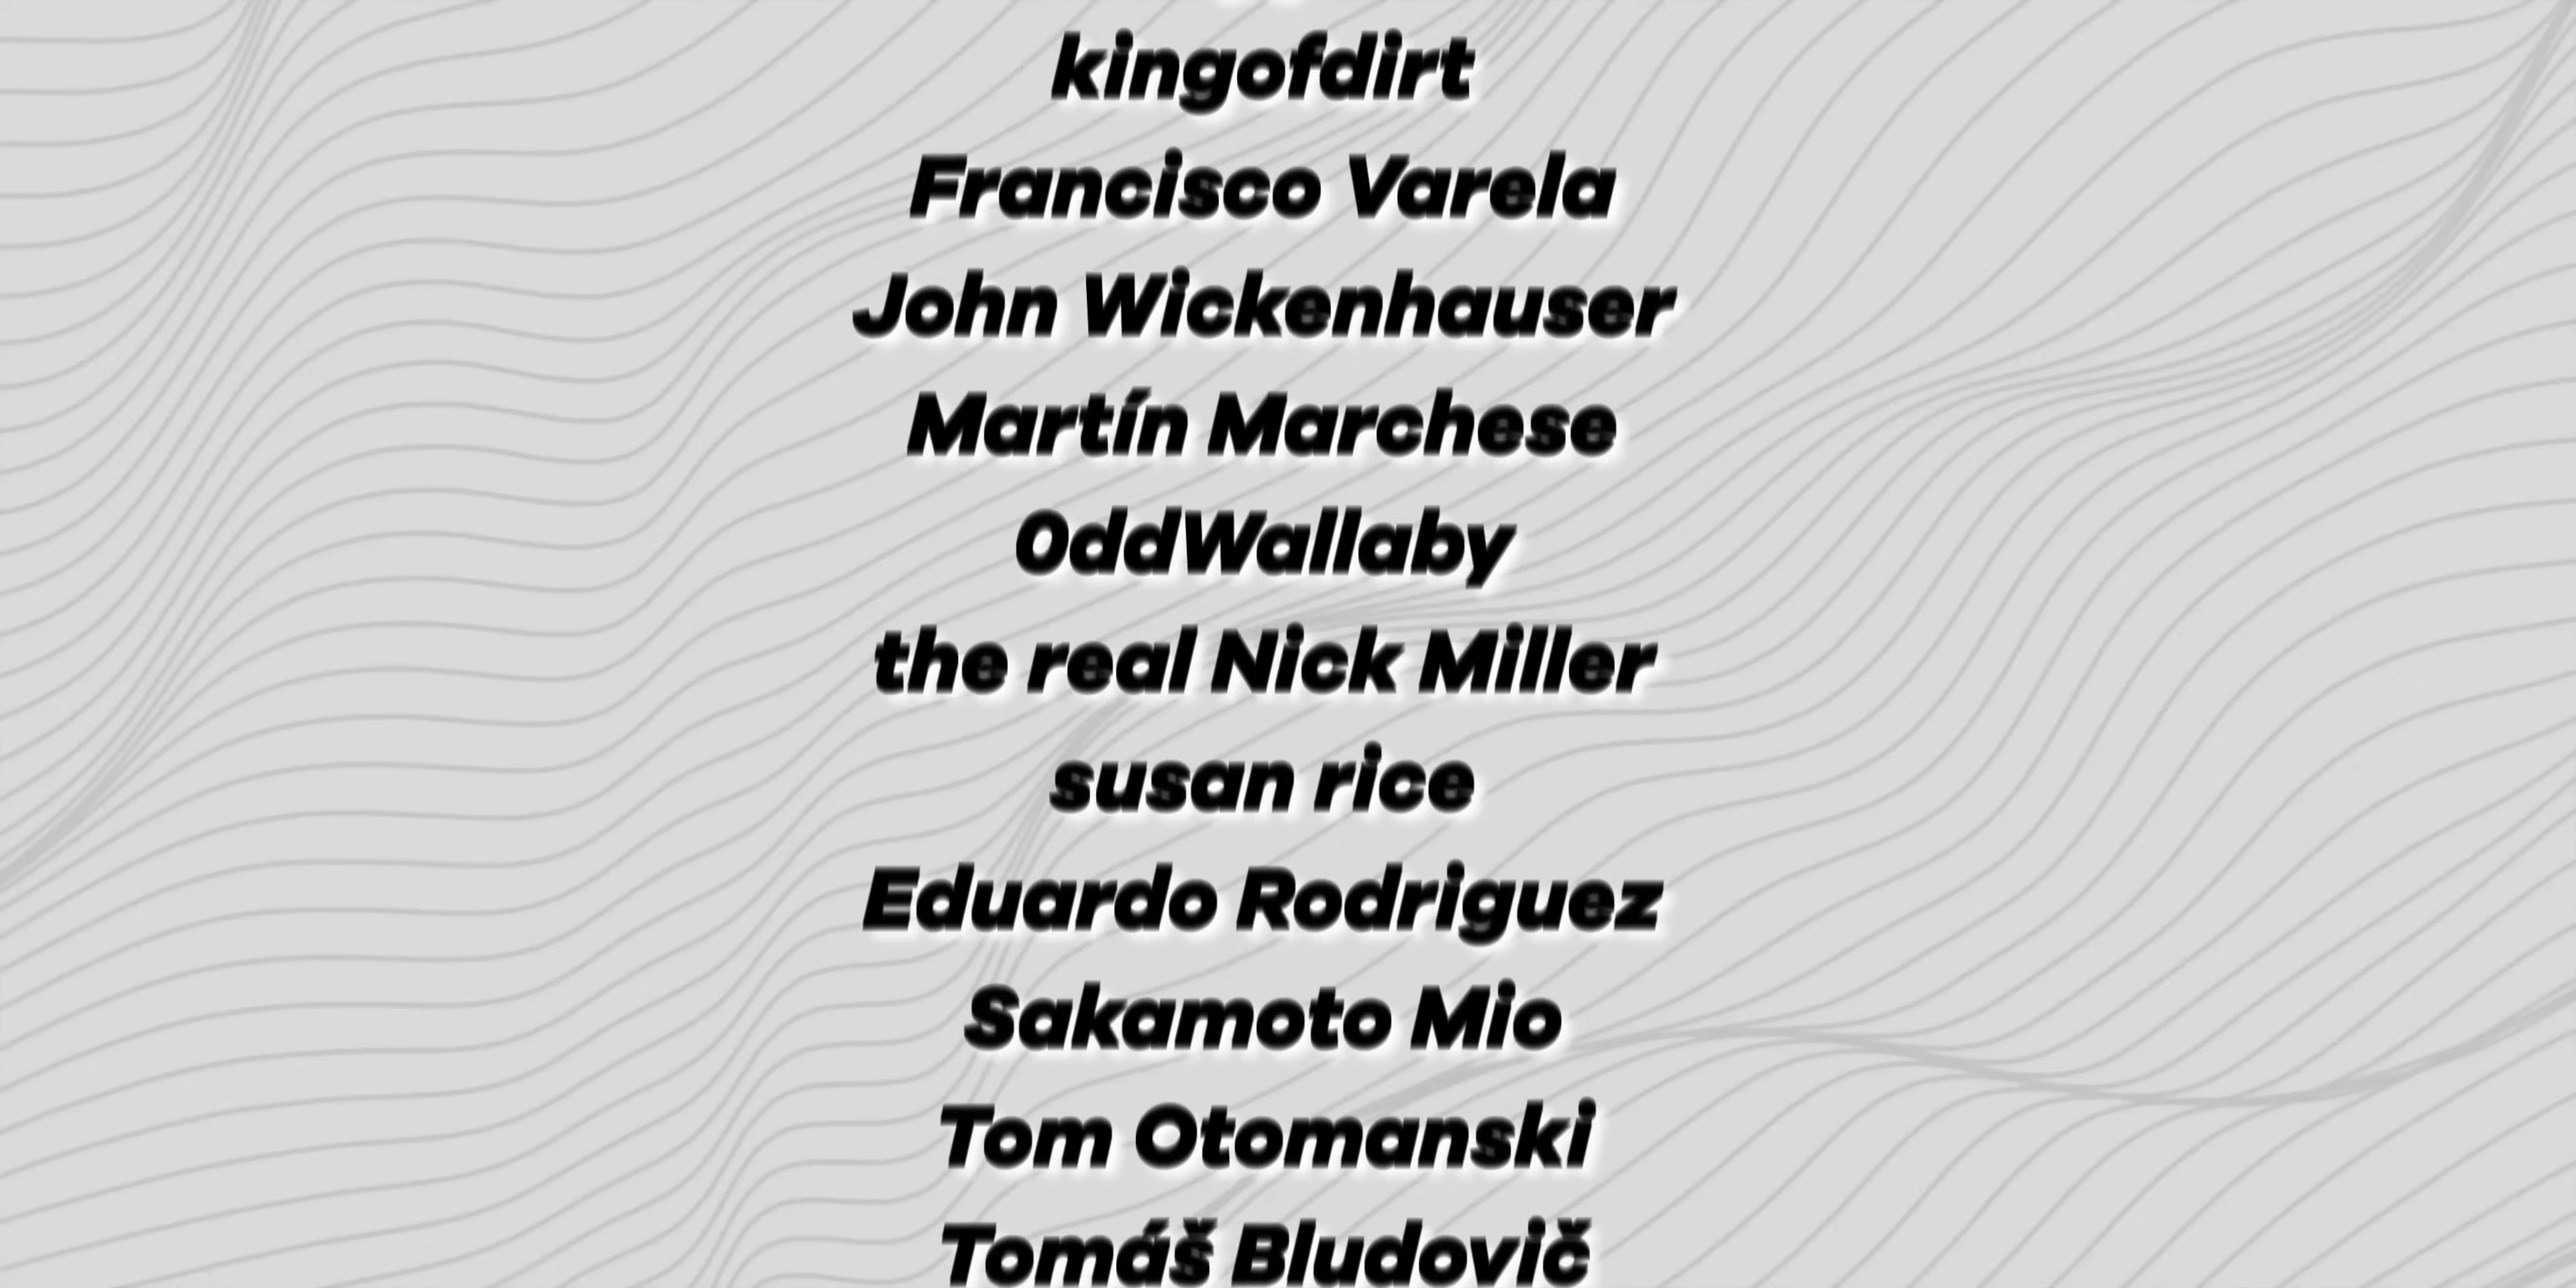 kingofdirt
Francisco Varela
John Wickenhauser
Martín Marchese
0ddWallaby
the real Nick Miller
susan rice
Eduardo Rodriguez
Sakamoto Mio
Tom Otomanski
Tomáš Bludovič